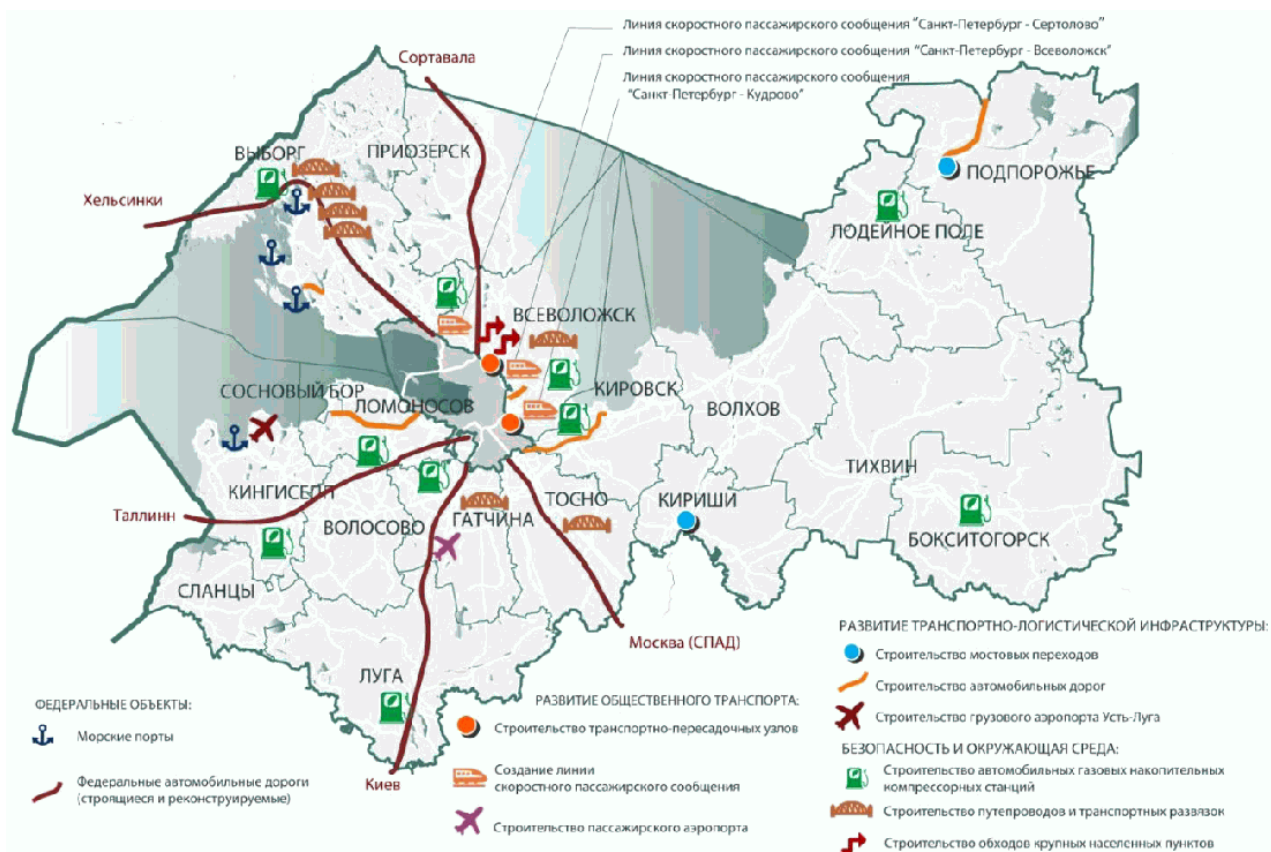 Линия скоростного пассажирского сообщения "Санкт-Петербург - Сертолово"
Линия скоростного пассажирского сообщения "Санкт-Петербург - Всеволожск"
Линия скоростного пассажирского сообщения
"Санкт-Петербург - Кудрово"
Сортавала
ВЫБОРГ
ПРИОЗЕРСК
ПОДПОРОЖЬЕ
Хельсинки
ЛОДЕЙНОЕ ПОЛЕ
ВСЕВОЛОЖСК
СОСНОВЫЙ БОР
ЛОМОНОСОВ
КИРОВСК
ВОЛХОВ
ТИХВИН
КИНГИСЕПП
ТОСНО
КИРИШИ
Таллинн
ВОЛОСОВО
ГАТЧИНА
БОКСИТОГОРСК
СЛАНЦЫ
Москва (СПАД)
ЛУГА
Киев
ФЕДЕРАЛЬНЫЕ ОБЪЕКТЫ:
Морские порты
Федеральные автомобильные дороги
(строящиеся и реконструируемые)
РАЗВИТИЕ ОБЩЕСТВЕННОГО ТРАНСПОРТА:
Строительство транспортно-пересадочных узлов
Создание линии
скоростного пассажирского сообщения
Строительство пассажирского аэропорта
РАЗВИТИЕ ТРАНСПОРТНО-ЛОГИСТИЧЕСКОЙ ИНФРАСТРУКТУРЫ:
Строительство мостовых переходов
Строительство автомобильных дорог
Строительство грузового аэропорта Усть-Луга
БЕЗОПАСНОСТЬ И ОКРУЖАЮЩАЯ СРЕДА:
Строительство автомобильных газовых накопительных
компрессорных станций
Строительство путепроводов и транспортных развязок
Строительство обходов крупных населенных пунктов